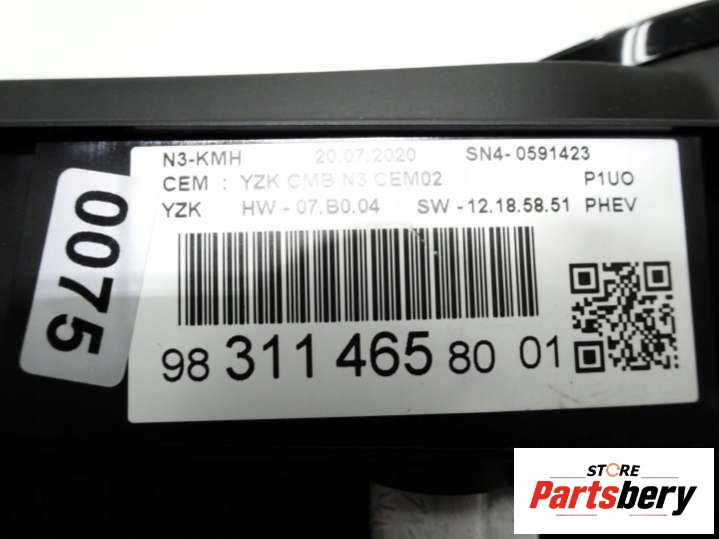 N3-KMH 20.07.2020 SN4- 0591423
CEM : YZK CMB N3 CEM02 P1UO
YZK HW - 07.B0.04 SW - 12.18.58.51 PHEV
98 311 465 80 01
0075
STORE
Partsbery